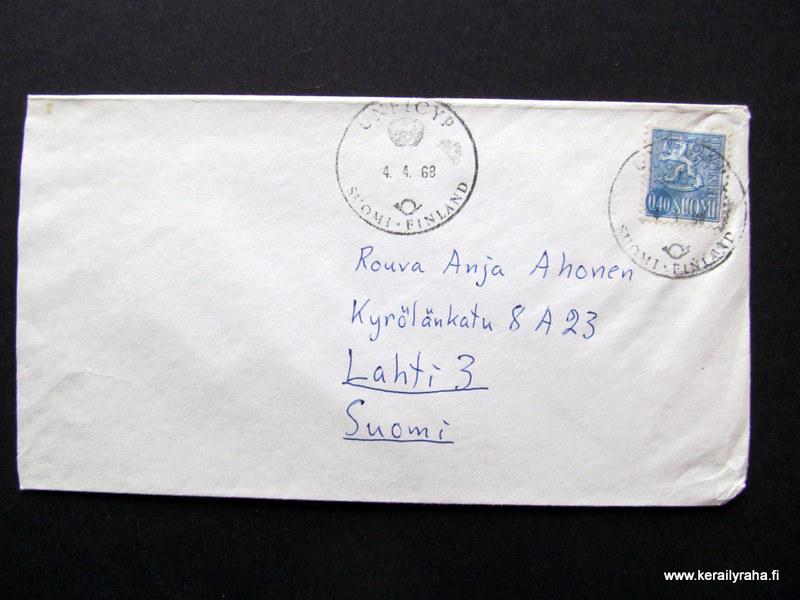 UNFICYP
4. 4. 68
SUOMI · FINLAND
0,40 SUOMI
SUOMI · FINLAND
Rouva Anja Ahonen
Kyrölänkatu 8 A 23
Lahti 3
Suomi
www.kerailyraha.fi